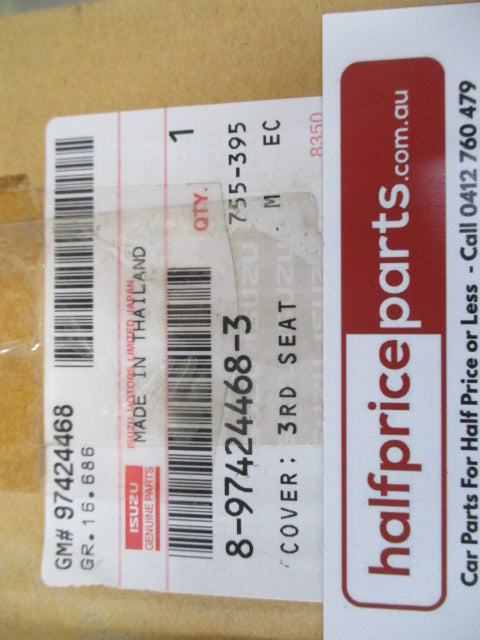 GM# 97424468
GR.16.686
ISUZU
GENUINE PARTS
ISUZU MOTORS LIMITED JAPAN
MADE IN THAILAND
QTY. 1
8-97424468-3
755-395
COVER; 3RD SEAT
M EC
8350
halfpriceparts.com.au
Car Parts For Half Price or Less - Call 0412 760 479